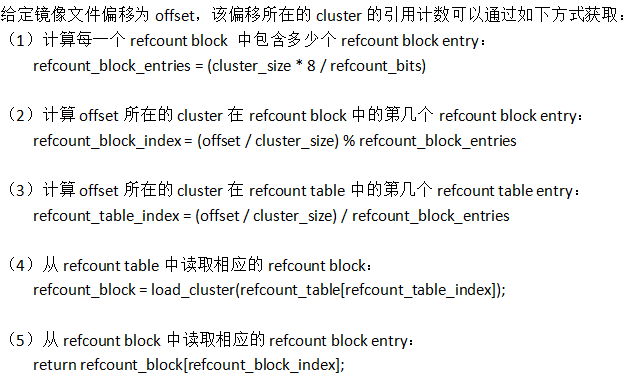 给定镜像文件偏移为 offset，该偏移所在的 cluster 的引用计数可以通过如下方式获取：
（1）计算每一个 refcount block 中包含多少个 refcount block entry：
refcount_block_entries = (cluster_size * 8 / refcount_bits)
（2）计算 offset 所在的 cluster 在 refcount block 中的第几个 refcount block entry：
refcount_block_index = (offset / cluster_size) % refcount_block_entries
（3）计算 offset 所在的 cluster 在 refcount table 中的第几个 refcount table entry：
refcount_table_index = (offset / cluster_size) / refcount_block_entries
（4）从 refcount table 中读取相应的 refcount block：
refcount_block = load_cluster(refcount_table[refcount_table_index]);
（5）从 refcount block 中读取相应的 refcount block entry：
return refcount_block[refcount_block_index];